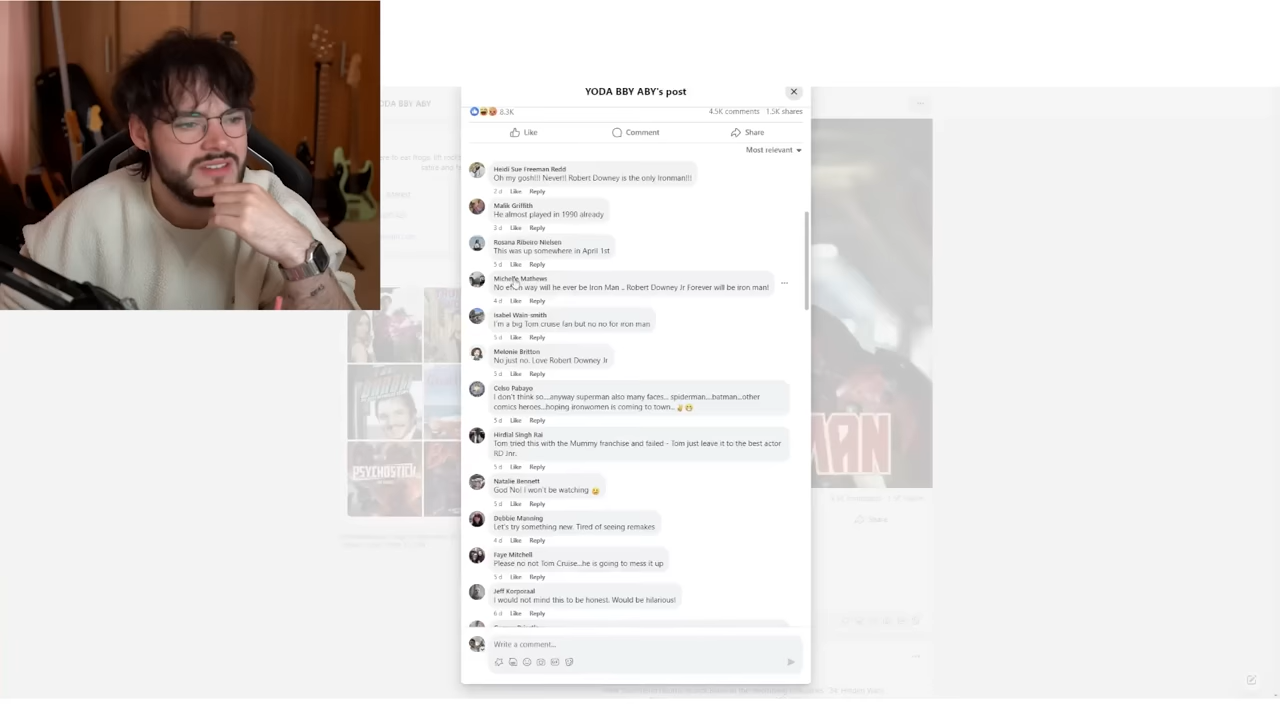 YODA BBY ABY's post
YODA BBY ABY
8.3K
4.5K comments 1.5K shares
Like
Comment
Share
Most relevant
Heidi Sue Freeman Redd
Oh my gosh!!! Never!! Robert Downey is the only Ironman!!!
2 d Like Reply
Malik Griffith
He almost played in 1990 already
3 d Like Reply
Rosana Ribeiro Nielsen
This was up somewhere in April 1st
5 d Like Reply
Michelle Mathews
way will he ever be Iron Man .. Robert Downey Jr Forever will be iron man!
4 d Like Reply
Isabel Wain-smith
I'm a big Tom cruise fan but no no for iron man
5 d Like Reply
Melonie Britton
No just no. Love Robert Downey Jr
5 d Like Reply
Celso Pabayo
I don't think so....anyway superman also many faces... spiderman....batman...other
comics heroes...hoping ironwomen is coming to town...✌😁
5 d Like Reply
Hirdial Singh Rai
Tom tried this with the Mummy franchise and failed - Tom just leave it to the best actor
RD Jnr.
5 d Like Reply
Natalie Bennett
God No! I won't be watching 😢
5 d Like Reply
Debbie Manning
Let's try something new. Tired of seeing remakes
4 d Like Reply
Faye Mitchell
Please no not Tom Cruise...he is going to mess it up
5 d Like Reply
Jeff Korporaal
I would not mind this to be honest. Would be hilarious!
6 d Like Reply
Write a comment...
PSYCHOSTICK
MAN
Share